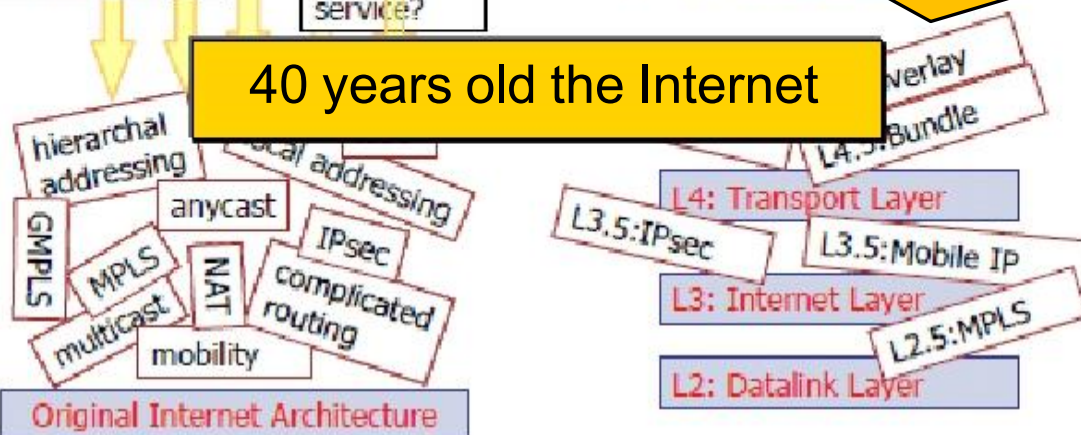 service?
40 years old the Internet
hierarchal
addressing
addressing
anycast
GMPLS
MPLS
NAT
IPsec
complicated
routing
multicast
mobility
Original Internet Architecture
L4.5:Bundle
L4: Transport Layer
L3.5:IPsec
L3.5:Mobile IP
L3: Internet Layer
L2.5:MPLS
L2: Datalink Layer